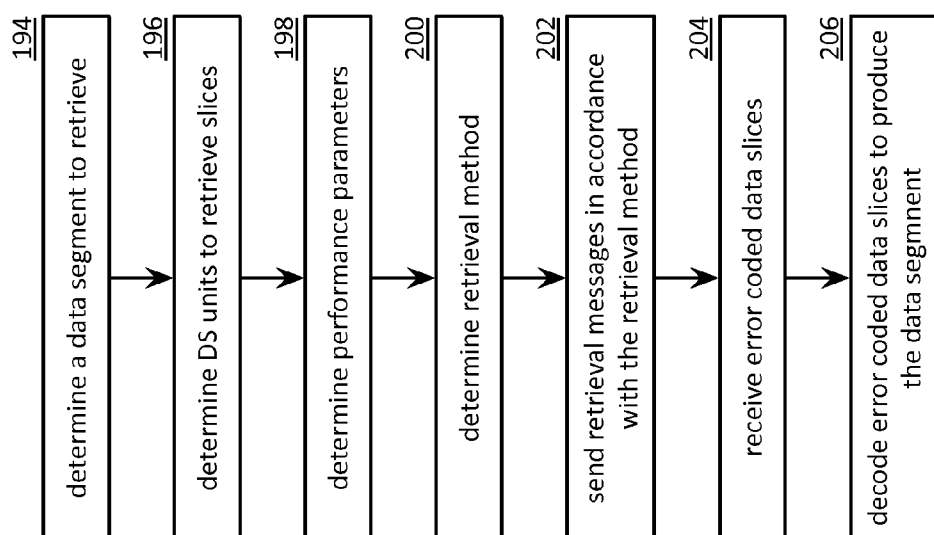 194
determine a data segment to retrieve
196
determine DS units to retrieve slices
198
determine performance parameters
200
determine retrieval method
202
send retrieval messages in accordance
with the retrieval method
204
receive error coded data slices
206
decode error coded data slices to produce
the data segmnent